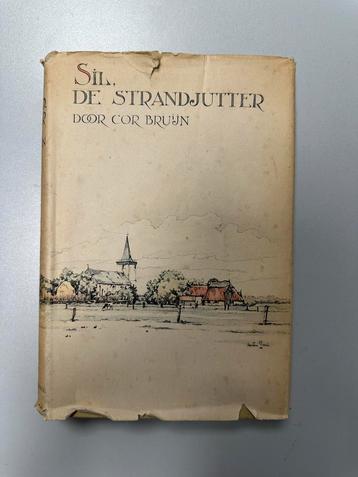 SIL,
DE STRANDJUTTER
DOOR COR BRUIJN